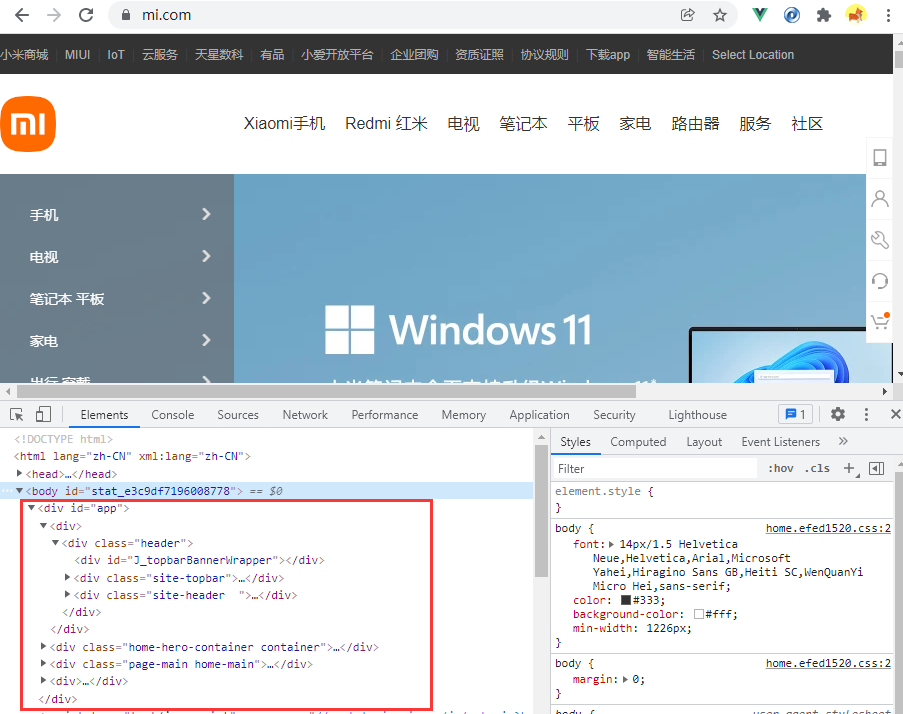 mi.com
小米商城 MIUI IoT 云服务 天星数科 有品 小爱开放平台 企业团购 资质证照 协议规则 下载app 智能生活 Select Location
Xiaomi手机 Redmi 红米 电视 笔记本 平板 家电 路由器 服务 社区
手机
电视
笔记本 平板
家电
Windows 11
Elements Console Sources Network Performance Memory Application Security Lighthouse 1
<!DOCTYPE html>
<html lang="zh-CN" xml:lang="zh-CN">
<head>…</head>
<body id="stat_e3c9df7196008778"> == $0
<div id="app">
<div>
<div class="header">
<div id="J_topbarBannerWrapper"></div>
<div class="site-topbar">…</div>
<div class="site-header  ">…</div>
</div>
</div>
<div class="home-hero-container container">…</div>
<div class="page-main home-main">…</div>
<div>…</div>
</div>
Styles Computed Layout Event Listeners »
Filter :hov .cls +
element.style {
}
body { home.efed1520.css:2
font: 14px/1.5 Helvetica
Neue,Helvetica,Arial,Microsoft
Yahei,Hiragino Sans GB,Heiti SC,WenQuanYi
Micro Hei,sans-serif;
color: #333;
background-color: #fff;
min-width: 1226px;
}
body { home.efed1520.css:2
margin: 0;
}